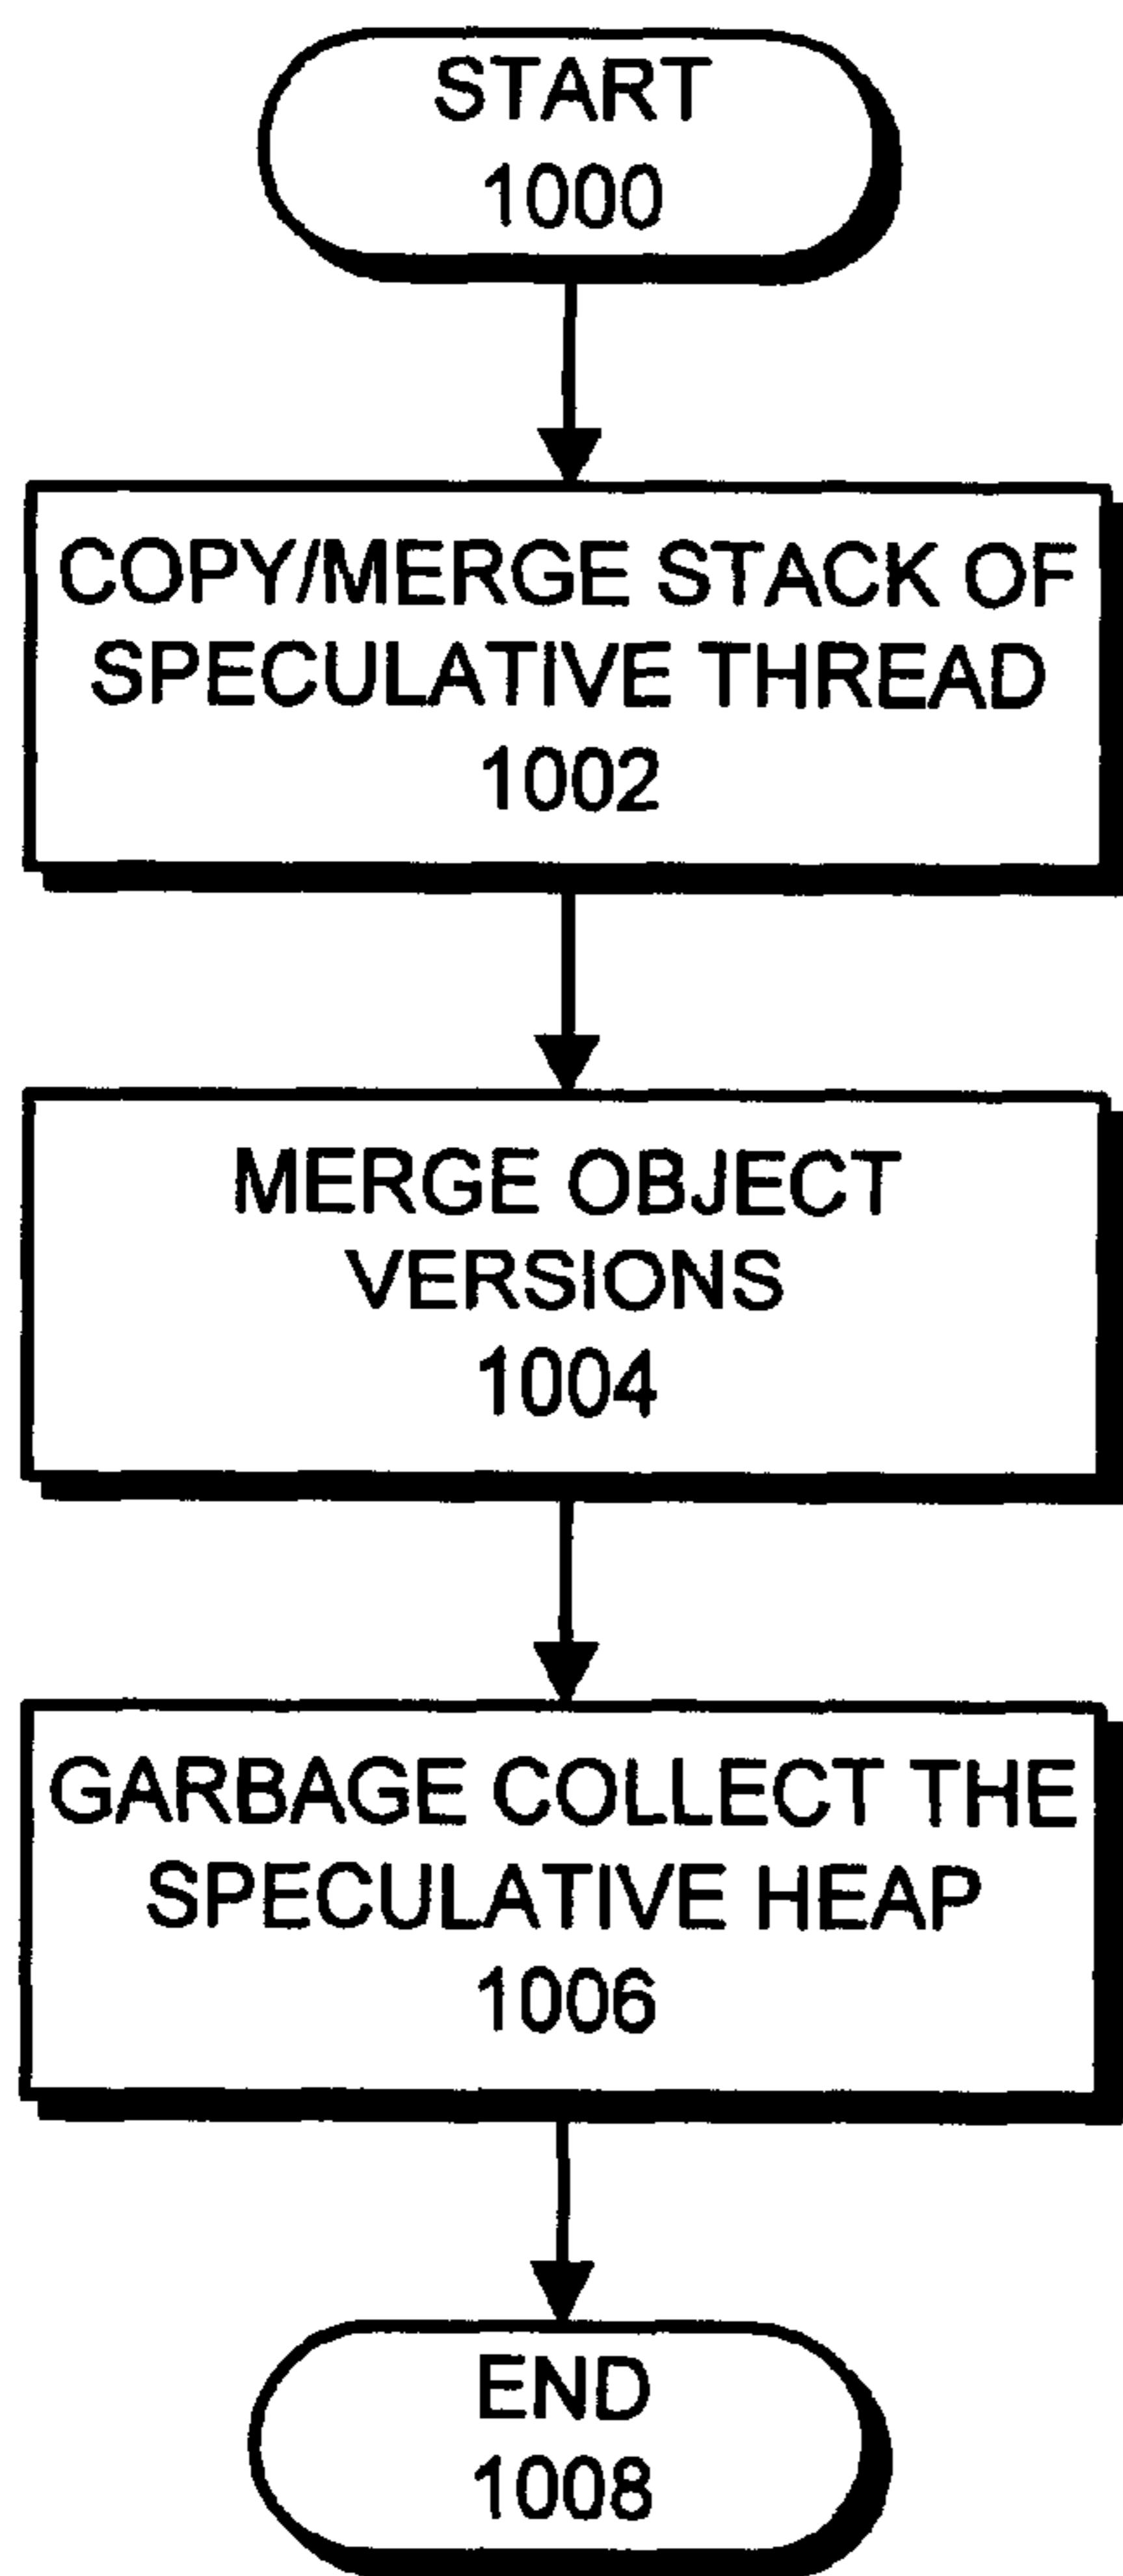 START
1000
COPY/MERGE STACK OF
SPECULATIVE THREAD
1002
MERGE OBJECT
VERSIONS
1004
GARBAGE COLLECT THE
SPECULATIVE HEAP
1006
END
1008